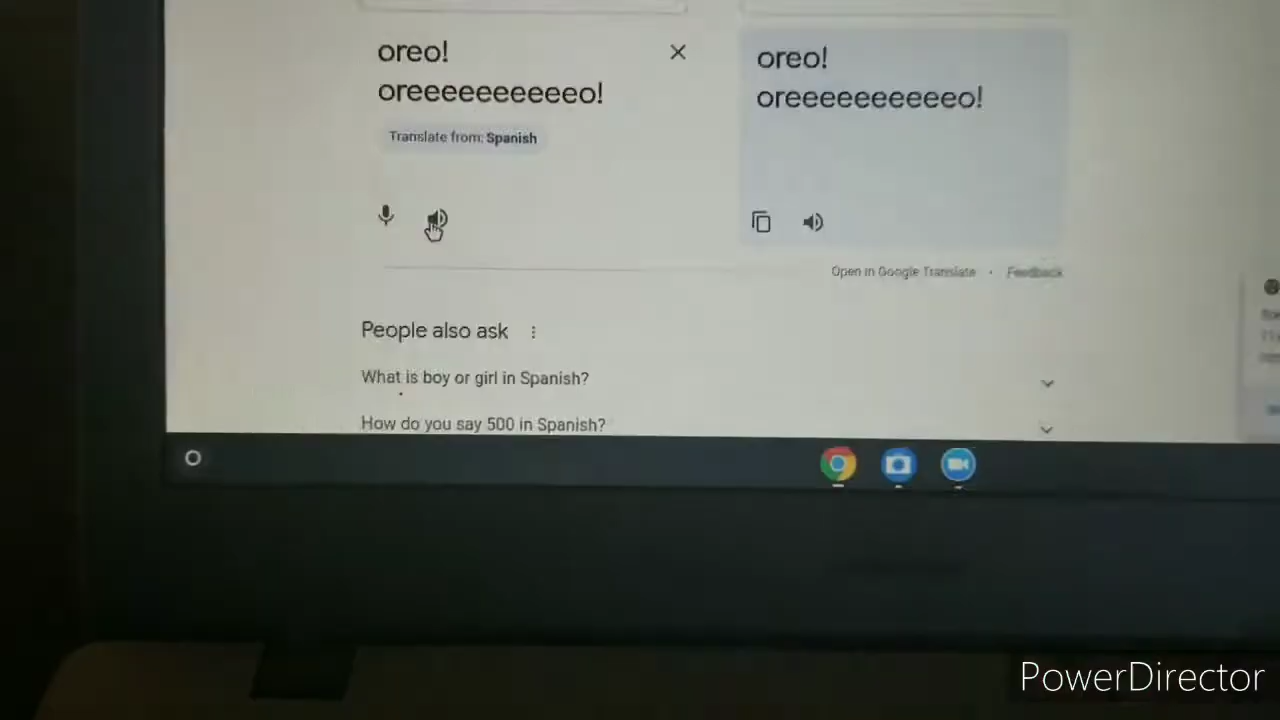 oreo!
oreeeeeeeeeeo!
Translate from: Spanish
oreo!
oreeeeeeeeeeo!
Open in Google Translate · Feedback
People also ask
What is boy or girl in Spanish?
How do you say 500 in Spanish?
PowerDirector